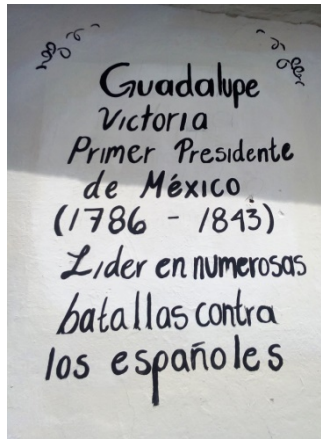 Guadalupe
Victoria
Primer Presidente
de México
(1786 - 1843)
Lider en numerosas
batallas contra
los españoles